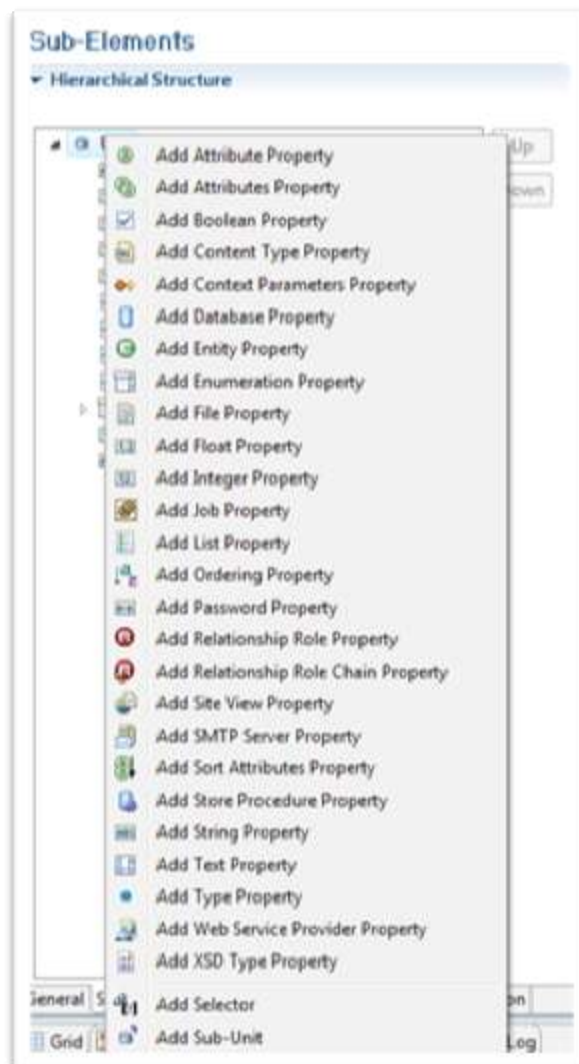 Sub-Elements
Hierarchical Structure
Up
Add Attribute Property
Add Attributes Property
Add Boolean Property
Add Content Type Property
Add Context Parameters Property
Add Database Property
Add Entity Property
Add Enumeration Property
Add File Property
Add Float Property
Add Integer Property
Add Job Property
Add List Property
Add Ordering Property
Add Password Property
Add Relationship Role Property
Add Relationship Role Chain Property
Add Site View Property
Add SMTP Server Property
Add Sort Attributes Property
Add Store Procedure Property
Add String Property
Add Text Property
Add Type Property
Add Web Service Provider Property
Add XSD Type Property
General
Add Selector
on
Grid
Add Sub-Unit
Log